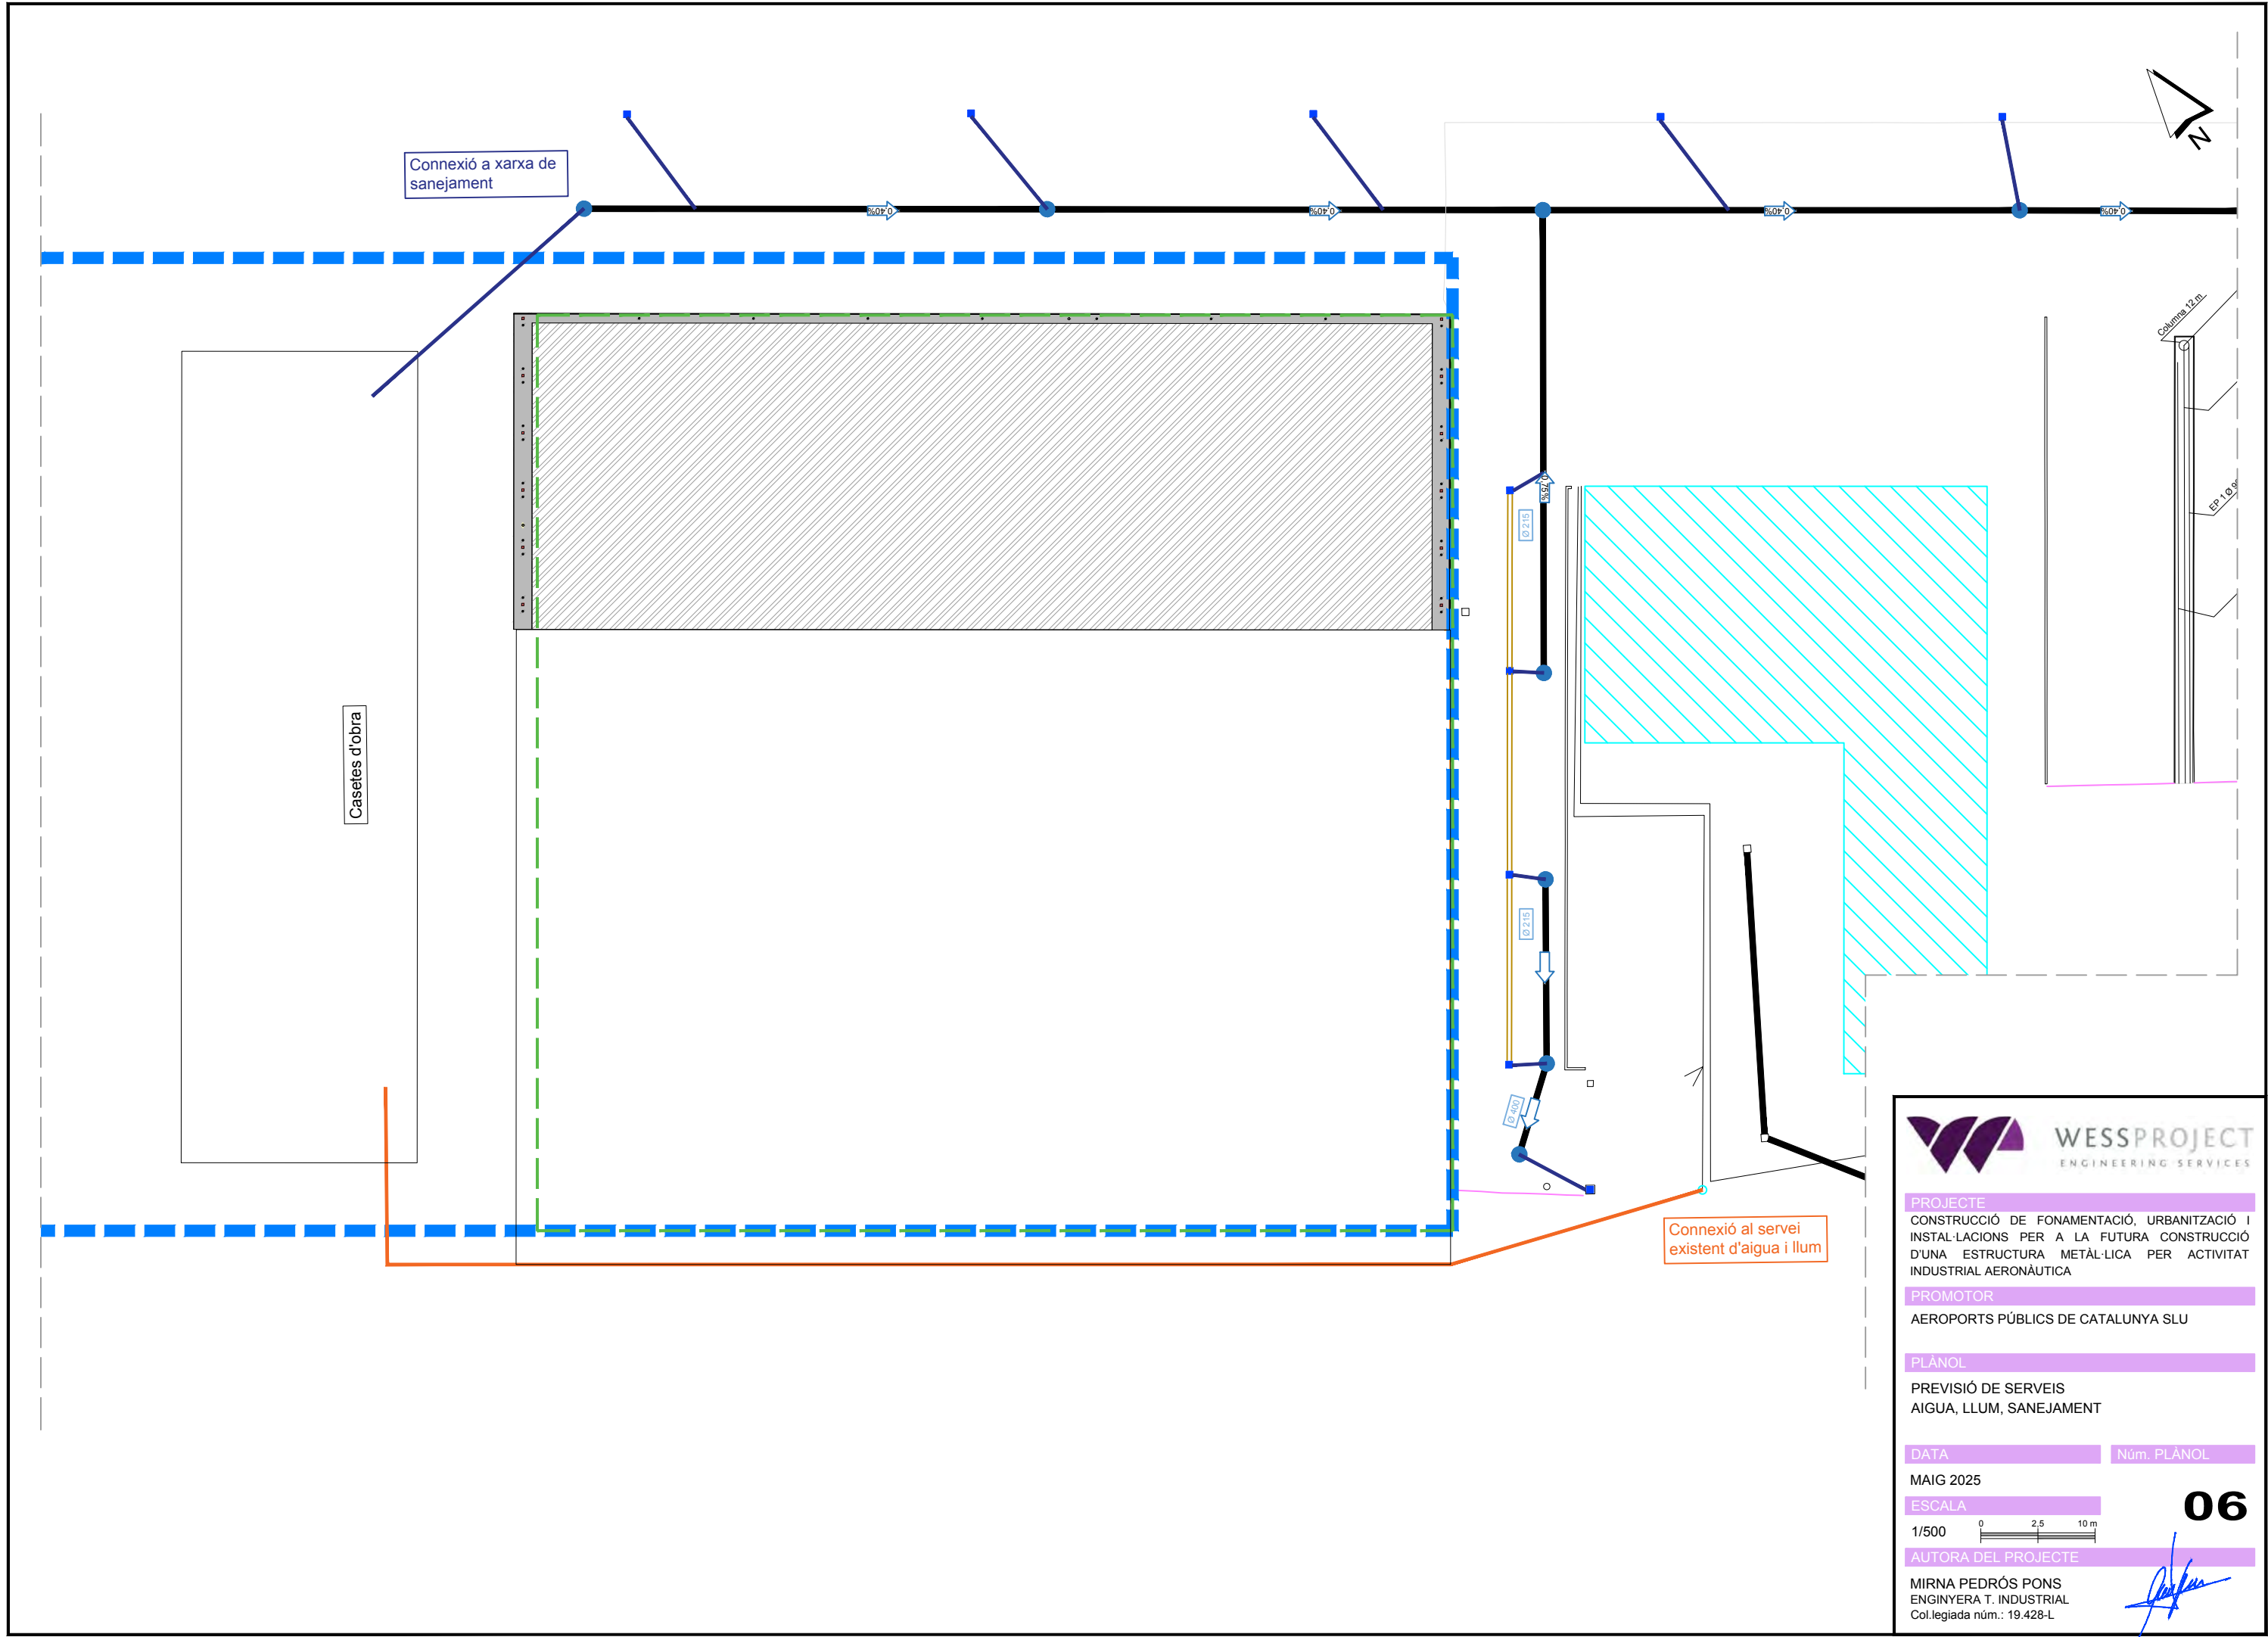 N
Connexió a xarxa de
sanejament
0,40%
0,40%
0,40%
0,40%
Columna 12 m
0,75%
Ø 215
Casetes d'obra
Ø 215
Ø 400
Connexió al servei
existent d'aigua i llum
WESSPROJECT
ENGINEERING SERVICES
PROJECTE
CONSTRUCCIÓ DE FONAMENTACIÓ, URBANITZACIÓ I
INSTAL·LACIONS PER A LA FUTURA CONSTRUCCIÓ
D'UNA ESTRUCTURA METÀL·LICA PER ACTIVITAT
INDUSTRIAL AERONÀUTICA
PROMOTOR
AEROPORTS PÚBLICS DE CATALUNYA SLU
PLÀNOL
PREVISIÓ DE SERVEIS
AIGUA, LLUM, SANEJAMENT
DATA
Núm. PLÀNOL
MAIG 2025
06
ESCALA
1/500
0 2,5 10 m
AUTORA DEL PROJECTE
MIRNA PEDRÓS PONS
ENGINYERA T. INDUSTRIAL
Col.legiada núm.: 19.428-L
EP 1 Ø